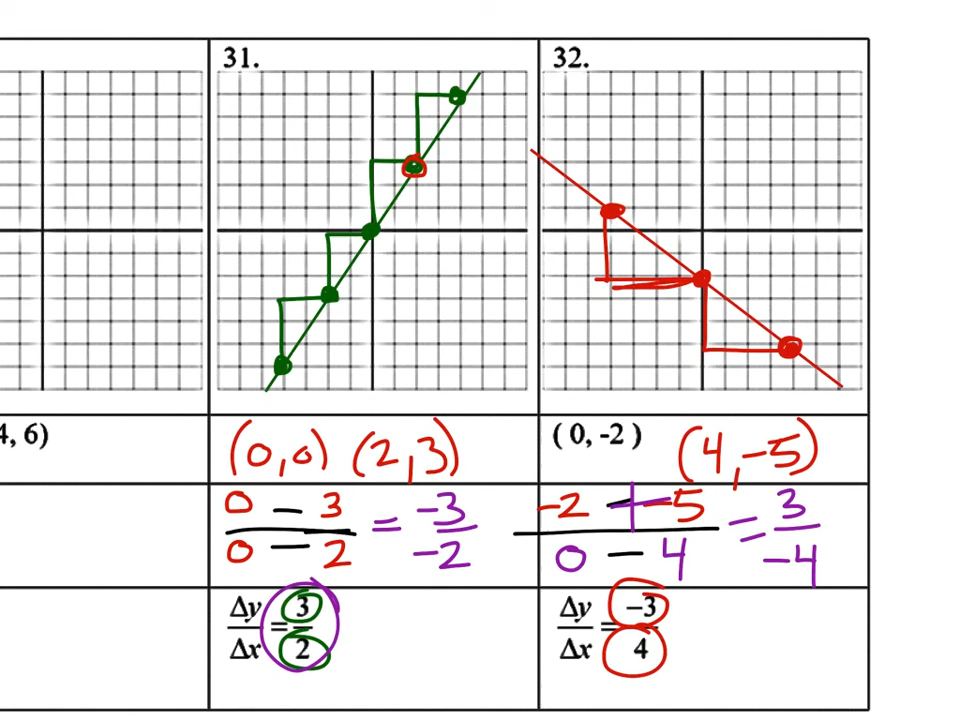 31.
32.
4, 6)
(0,0) (2,3)
( 0, -2 ) (4,-5)
0 - 3
0 - 2
= -3
-2
-2 + -5
0 - 4
= 3
-4
Δy
Δx
= 3
2
Δy
Δx
= -3
4